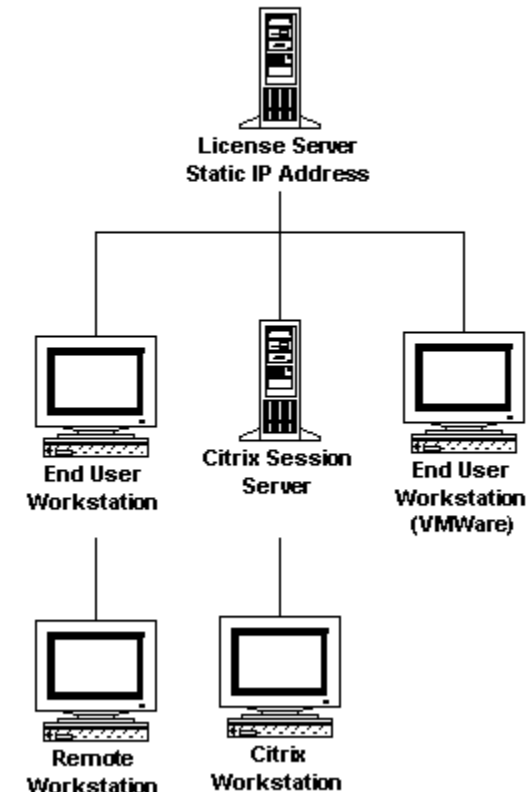 License Server
Static IP Address
End User
Workstation
Citrix Session
Server
End User
Workstation
(VMWare)
Remote
Workstation
Citrix
Workstation